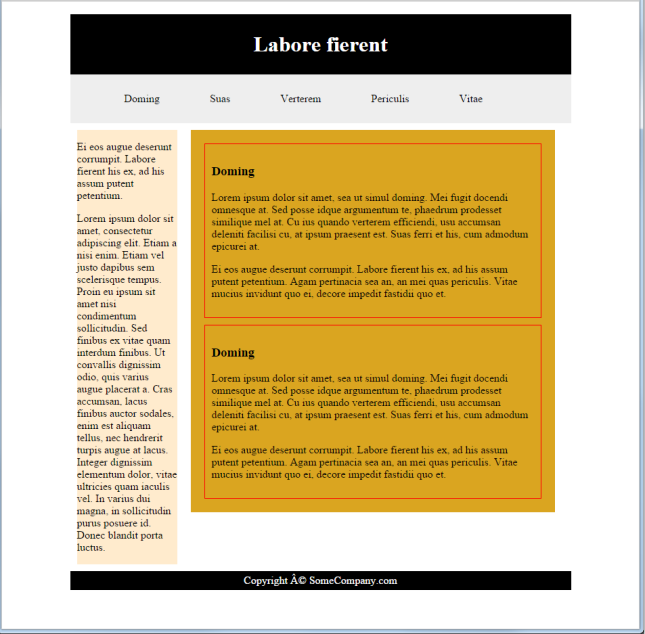 Labore fierent
Doming Suas Verterem Periculis Vitae
Ei eos augue deserunt
corrumpit. Labore
fierent his ex, ad his
assum putent
petentium.
Lorem ipsum dolor sit
amet, consectetur
adipiscing elit. Etiam a
nisi enim. Etiam vel
justo dapibus sem
scelerisque tempus.
Proin eu ipsum sit
amet nisi
condimentum
sollicitudin. Sed
finibus ex vitae quam
interdum finibus. Ut
convallis dignissim
odio, quis varius
augue placerat a. Cras
accumsan, lacus
finibus auctor sodales,
enim est aliquam
tellus, nec hendrerit
turpis augue at lacus.
Integer dignissim
elementum dolor, vitae
ultricies quam iaculis
vel. In varius dui
magna, in sollicitudin
purus posuere id.
Donec blandit porta
luctus.
Doming
Lorem ipsum dolor sit amet, sea ut simul doming. Mei fugit docendi
omnesque at. Sed posse idque argumentum te, phaedrum prodesset
similique mel at. Cu ius quando verterem efficiendi, usu accumsan
deleniti facilisi cu, at ipsum praesent est. Suas ferri et his, cum admodum
epicurei at.
Ei eos augue deserunt corrumpit. Labore fierent his ex, ad his assum
putent petentium. Agam pertinacia sea an, an mei quas periculis. Vitae
mucius invidunt quo ei, decore impedit fastidii quo et.
Doming
Lorem ipsum dolor sit amet, sea ut simul doming. Mei fugit docendi
omnesque at. Sed posse idque argumentum te, phaedrum prodesset
similique mel at. Cu ius quando verterem efficiendi, usu accumsan
deleniti facilisi cu, at ipsum praesent est. Suas ferri et his, cum admodum
epicurei at.
Ei eos augue deserunt corrumpit. Labore fierent his ex, ad his assum
putent petentium. Agam pertinacia sea an, an mei quas periculis. Vitae
mucius invidunt quo ei, decore impedit fastidii quo et.
Copyright Â© SomeCompany.com